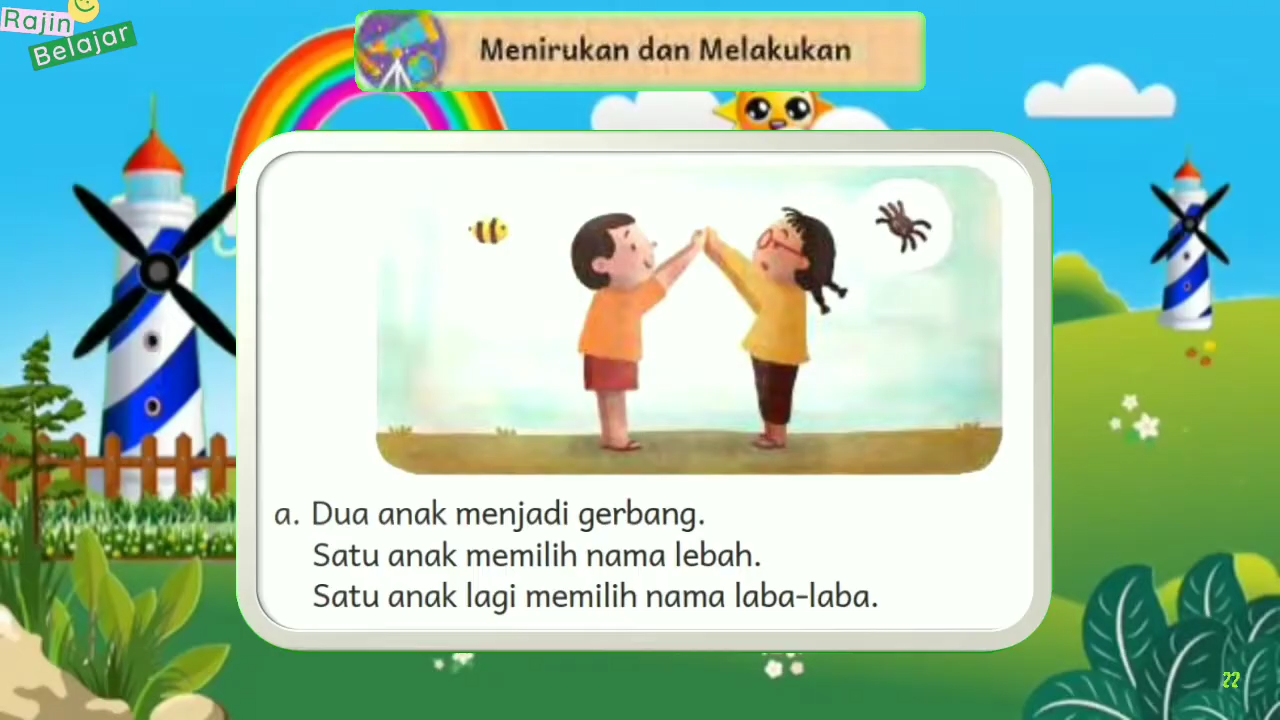 Rajin
Belajar
Menirukan dan Melakukan
a. Dua anak menjadi gerbang.
Satu anak memilih nama lebah.
Satu anak lagi memilih nama laba-laba.
22